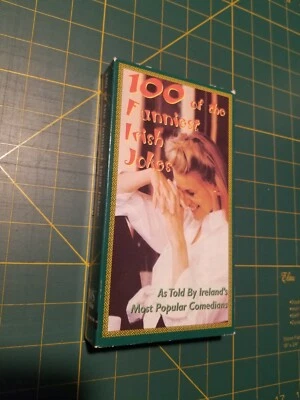 100 of the
Funniest
Irish
Jokes
As Told By Ireland's
Most Popular Comedians